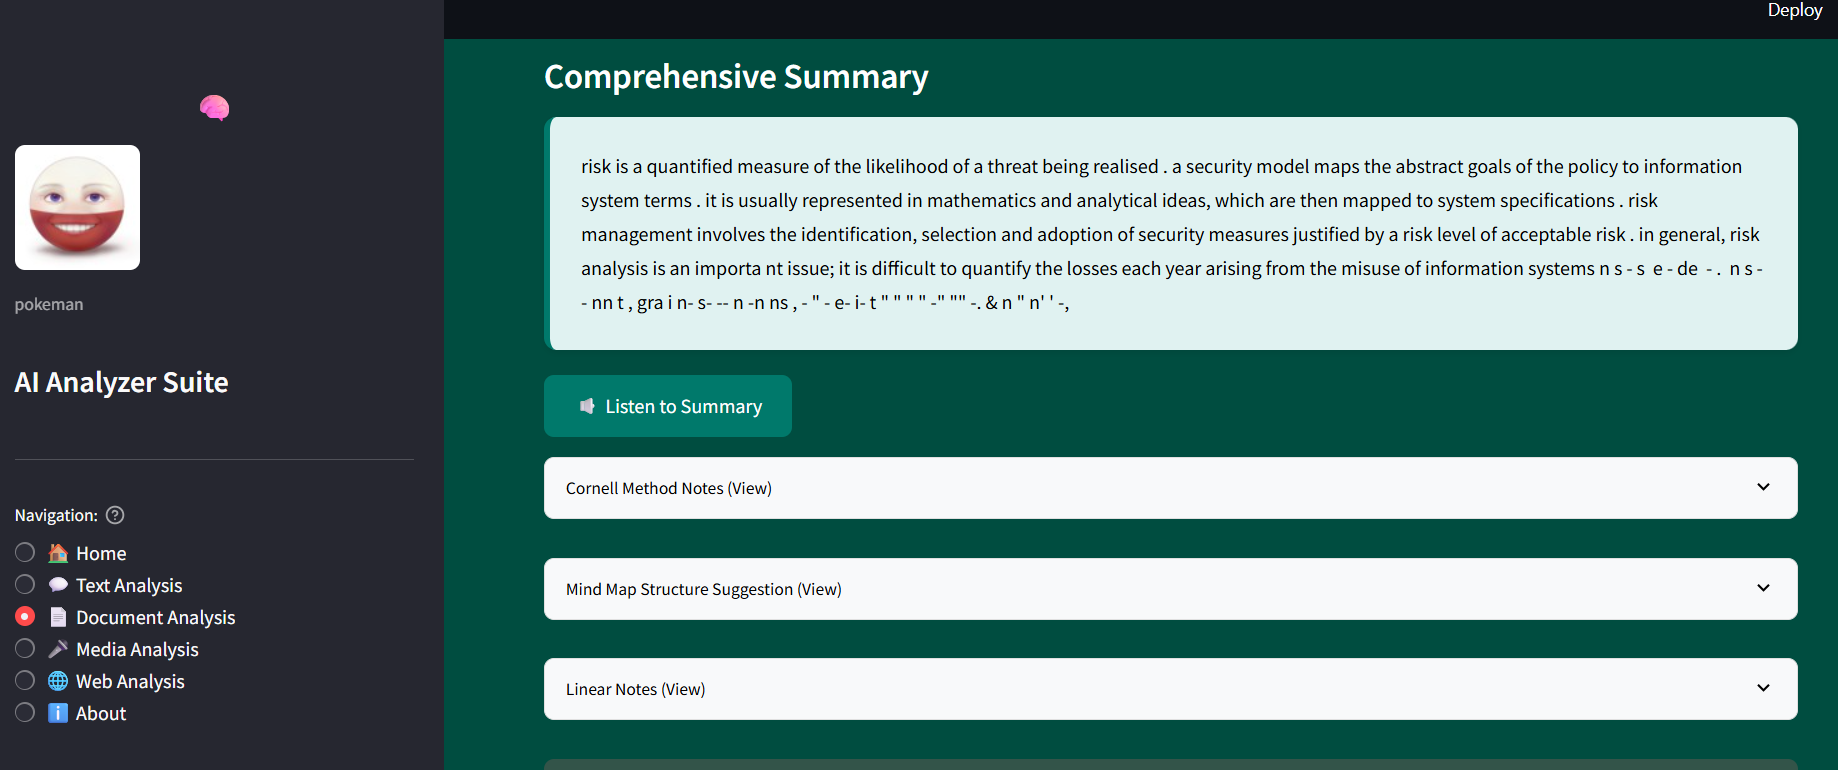 Deploy
pokeman
AI Analyzer Suite
Navigation:
Home
Text Analysis
Document Analysis
Media Analysis
Web Analysis
About
Comprehensive Summary
risk is a quantified measure of the likelihood of a threat being realised . a security model maps the abstract goals of the policy to information
system terms . it is usually represented in mathematics and analytical ideas, which are then mapped to system specifications . risk
management involves the identification, selection and adoption of security measures justified by a risk level of acceptable risk . in general, risk
analysis is an importa nt issue; it is difficult to quantify the losses each year arising from the misuse of information systems n s - s e - de - . n s -
- nn t , gra i n- s- -- n -n ns , - " - e- i- t " " " " -" "" -. & n " n' ' -,
Listen to Summary
Cornell Method Notes (View)
Mind Map Structure Suggestion (View)
Linear Notes (View)